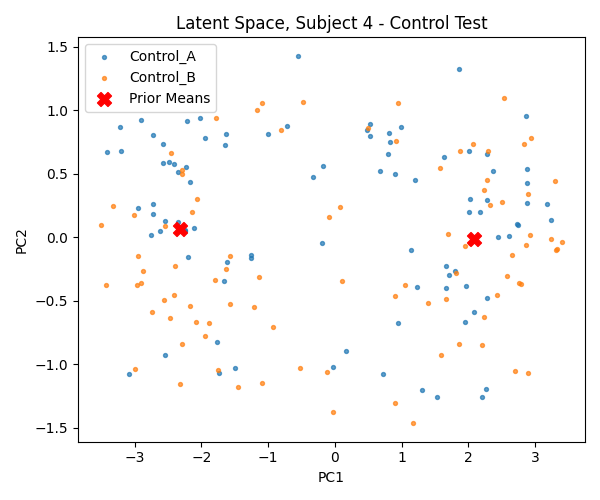 Latent Space, Subject 4 - Control Test
Control_A
Control_B
Prior Means
1.5
1.0
0.5
0.0
−0.5
−1.0
−1.5
PC2
−3
−2
−1
0
1
2
3
PC1